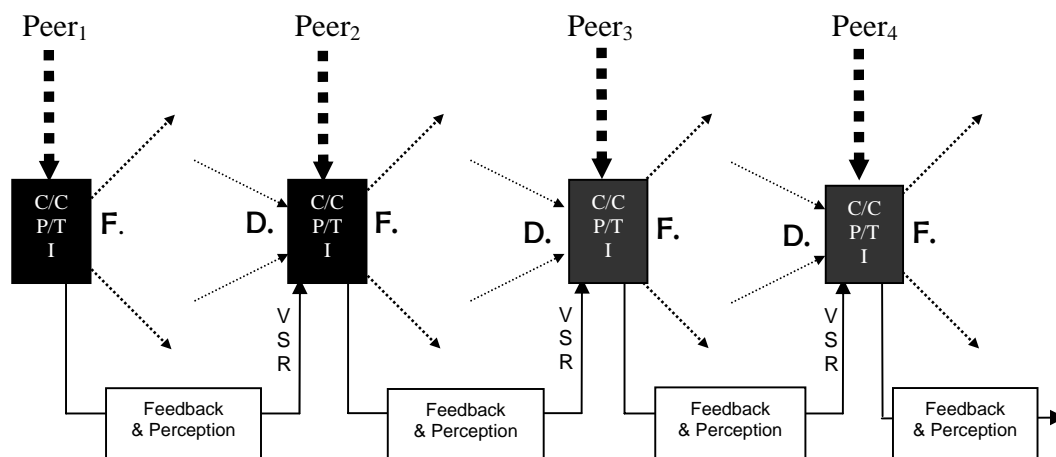 Peer₁ Peer₂ Peer₃ Peer₄
C/C
P/T
I
F.
D.
C/C
P/T
I
F.
D.
C/C
P/T
I
F.
D.
C/C
P/T
I
F.
V
S
R
V
S
R
V
S
R
Feedback
& Perception
Feedback
& Perception
Feedback
& Perception
Feedback
& Perception